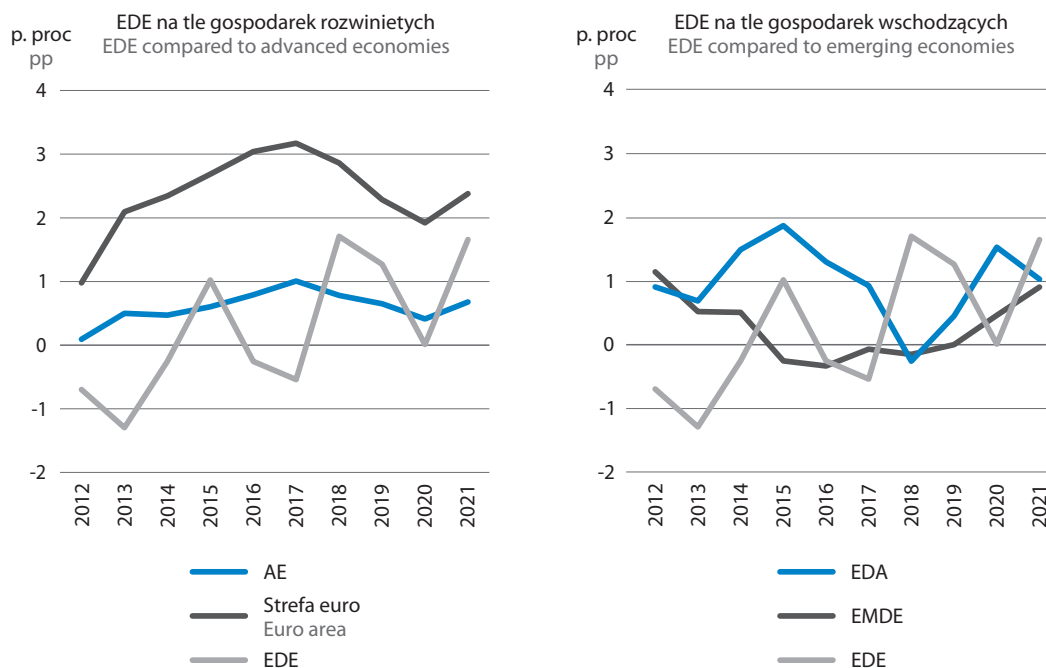 EDE na tle gospodarek rozwinietych
EDE compared to advanced economies
p. proc
pp
4
3
2
1
0
-1
-2
2012
2013
2014
2015
2016
2017
2018
2019
2020
2021
AE
Strefa euro
Euro area
EDE
EDE na tle gospodarek wschodzących
EDE compared to emerging economies
p. proc
pp
4
3
2
1
0
-1
-2
2012
2013
2014
2015
2016
2017
2018
2019
2020
2021
EDA
EMDE
EDE